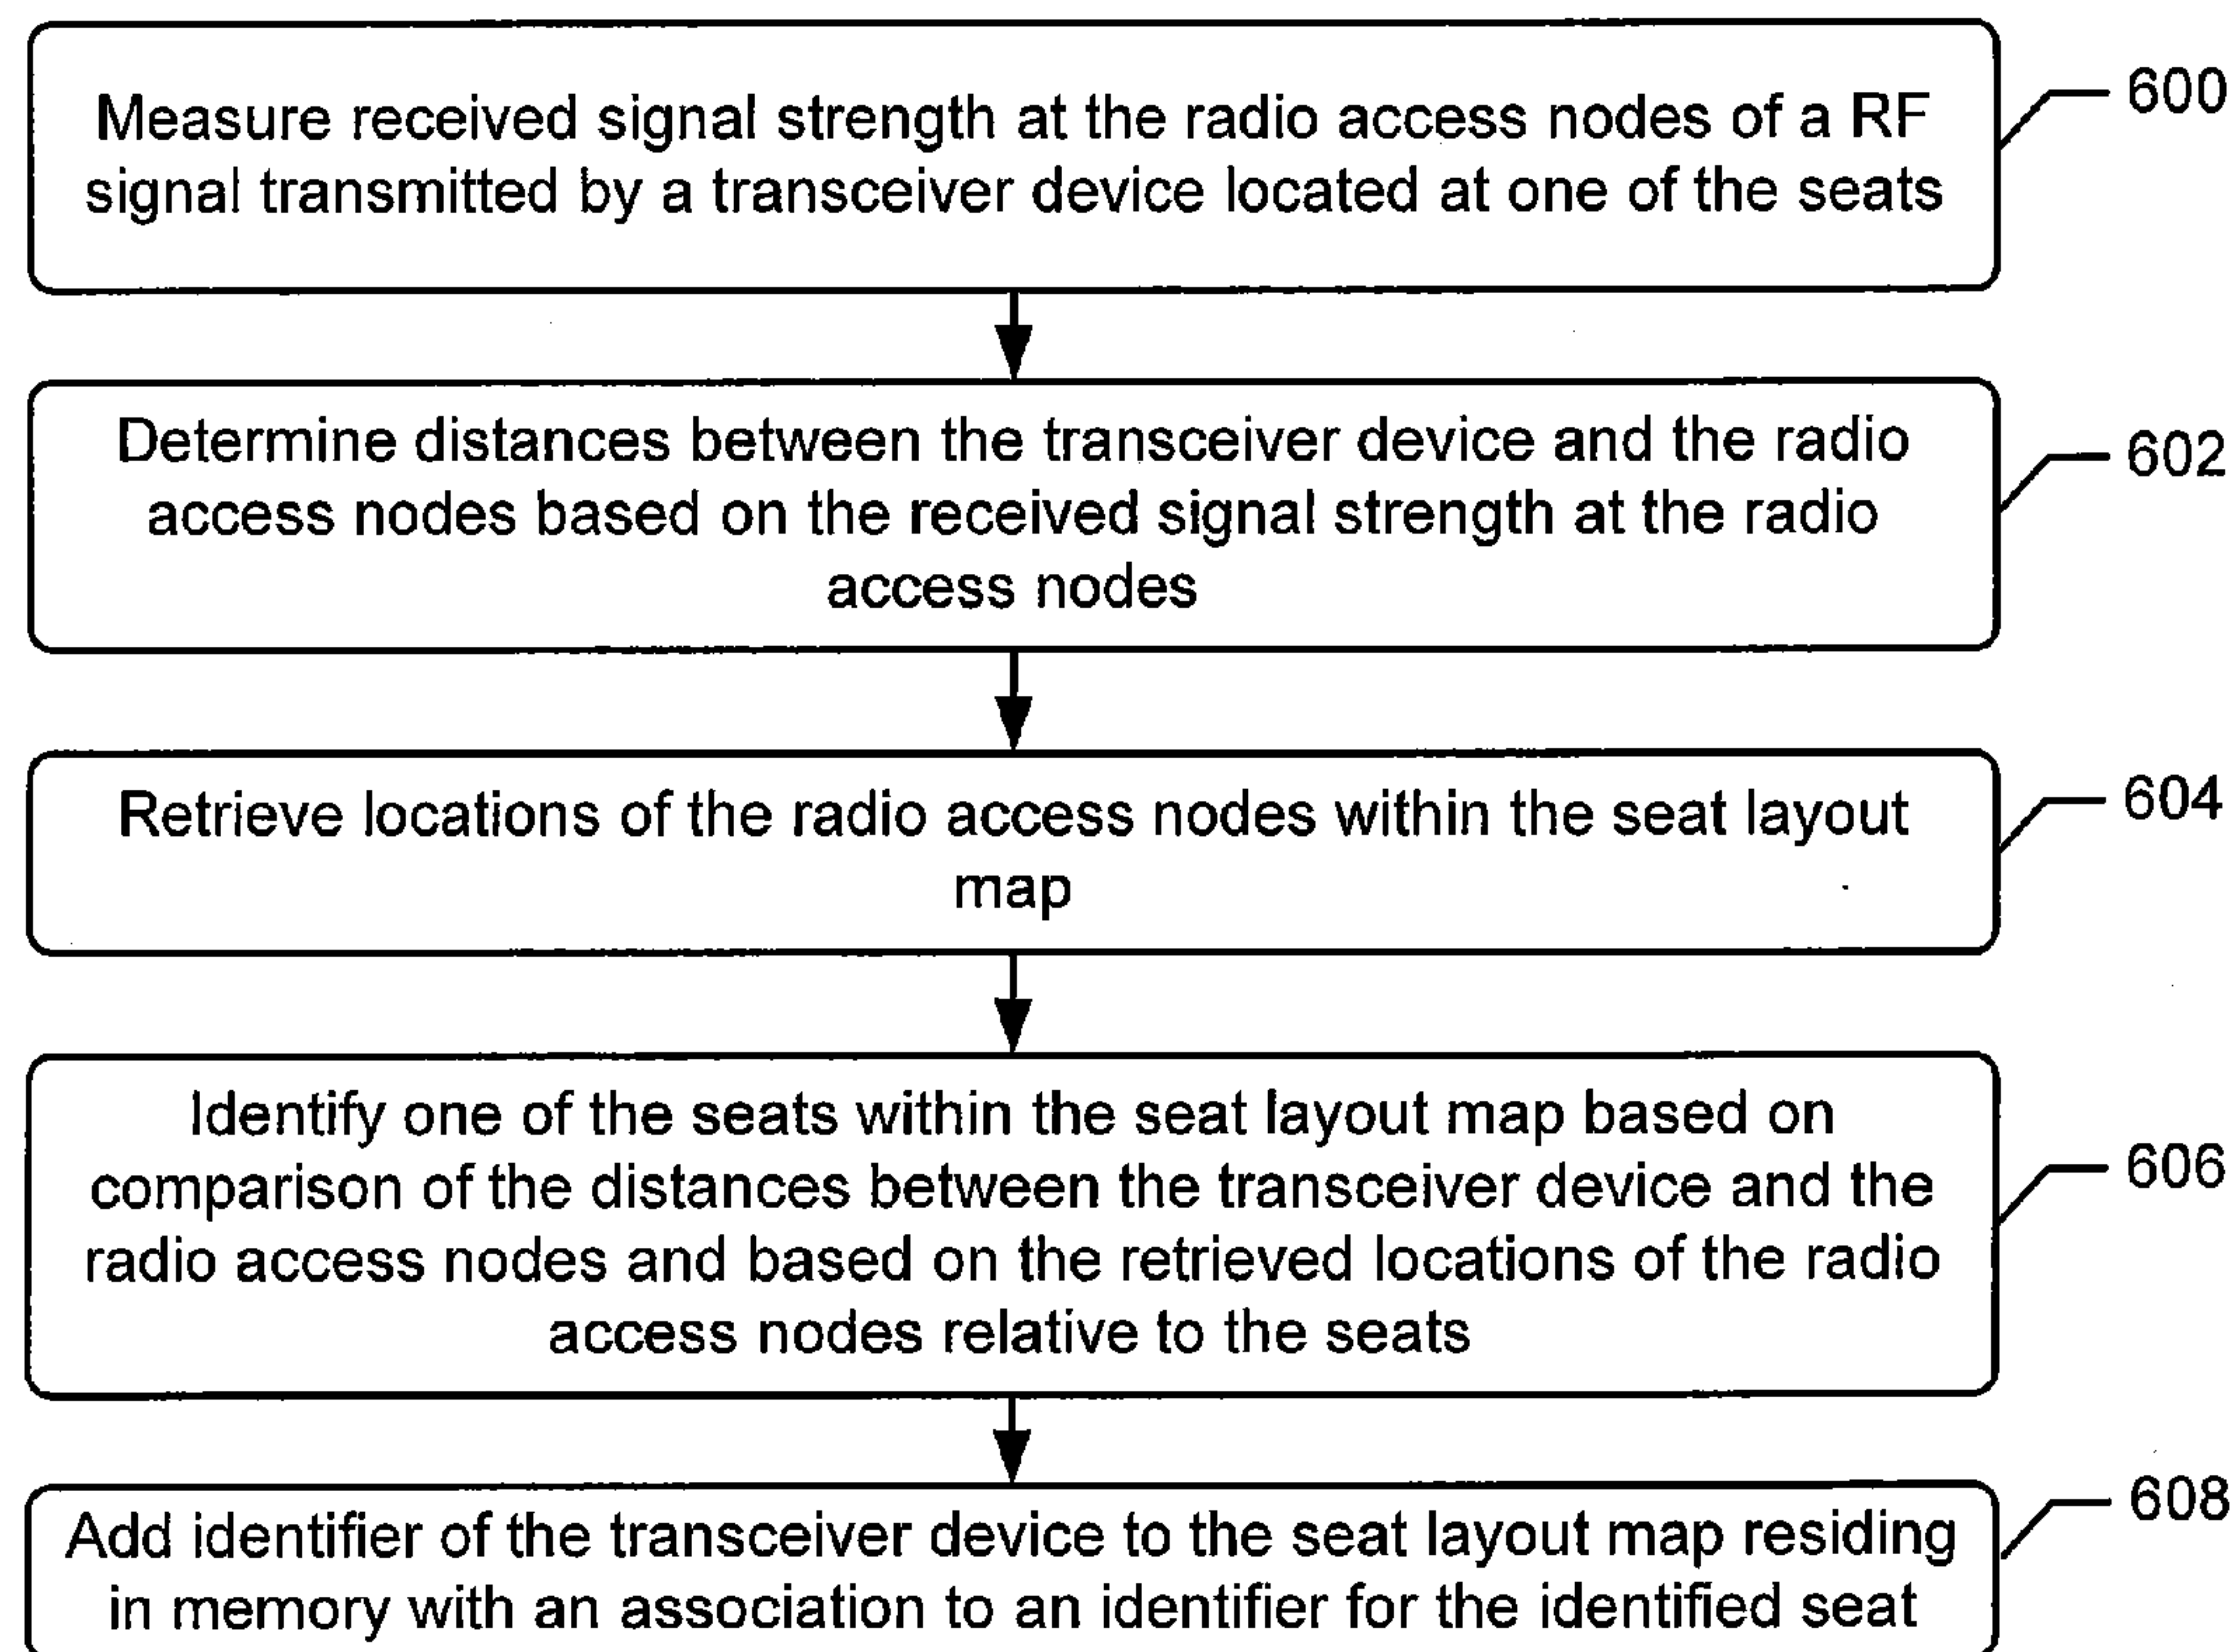 Measure received signal strength at the radio access nodes of a RF
signal transmitted by a transceiver device located at one of the seats
600
Determine distances between the transceiver device and the radio
access nodes based on the received signal strength at the radio
access nodes
602
Retrieve locations of the radio access nodes within the seat layout
map
604
Identify one of the seats within the seat layout map based on
comparison of the distances between the transceiver device and the
radio access nodes and based on the retrieved locations of the radio
access nodes relative to the seats
606
Add identifier of the transceiver device to the seat layout map residing
in memory with an association to an identifier for the identified seat
608